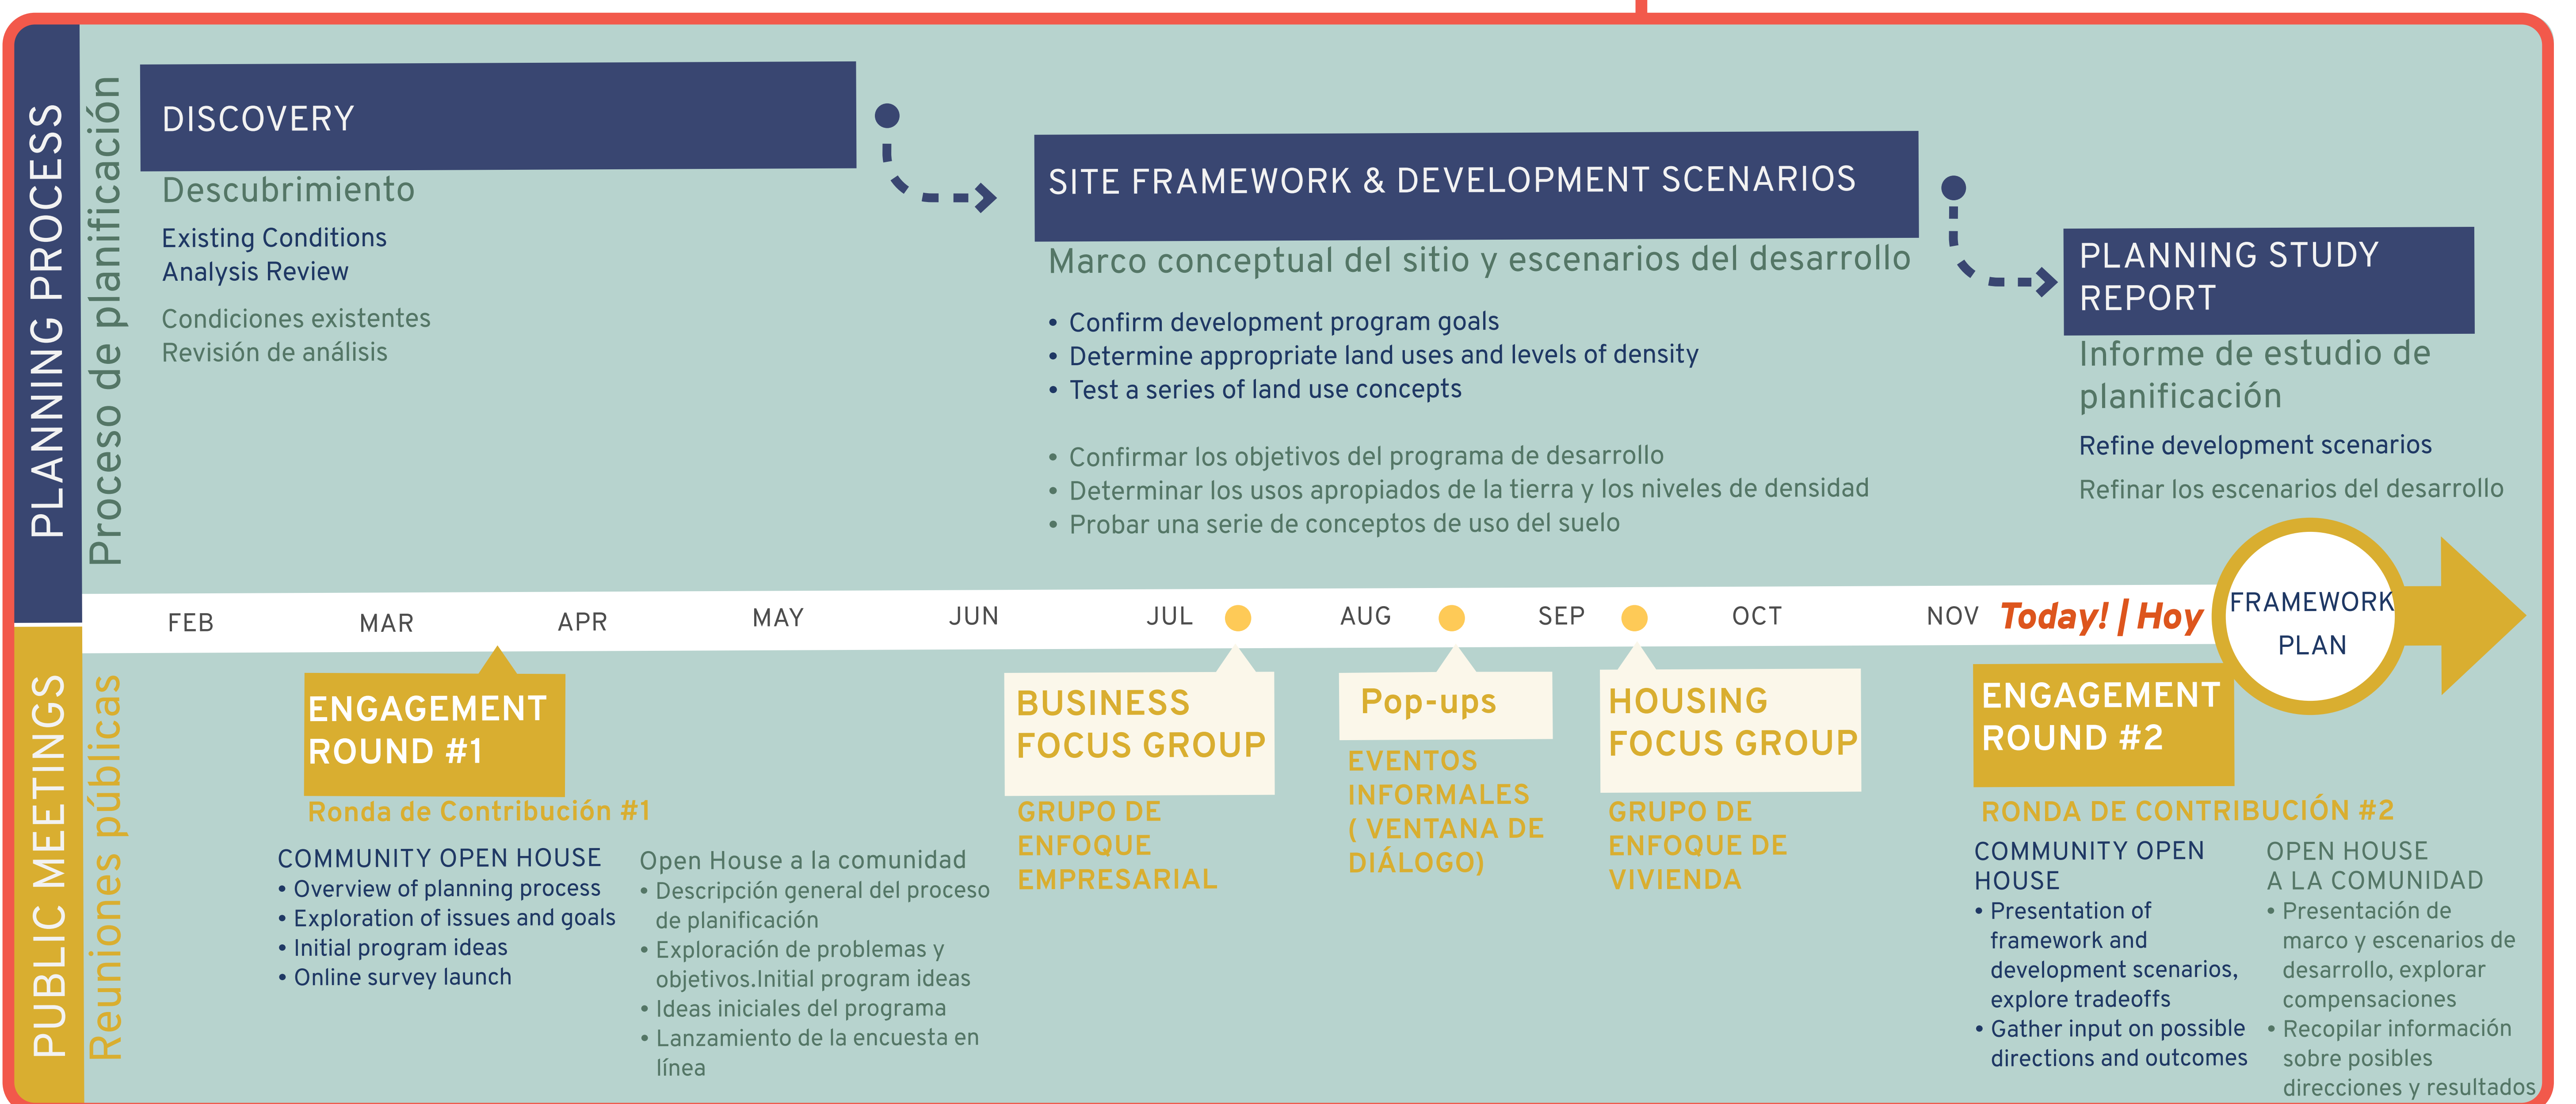 PLANNING PROCESS
Proceso de planificación
DISCOVERY
Descubrimiento
Existing Conditions
Analysis Review
Condiciones existentes
Revisión de análisis
SITE FRAMEWORK & DEVELOPMENT SCENARIOS
Marco conceptual del sitio y escenarios del desarrollo
• Confirm development program goals
• Determine appropriate land uses and levels of density
• Test a series of land use concepts
• Confirmar los objetivos del programa de desarrollo
• Determinar los usos apropiados de la tierra y los niveles de densidad
• Probar una serie de conceptos de uso del suelo
PLANNING STUDY
REPORT
Informe de estudio de
planificación
Refine development scenarios
Refinar los escenarios del desarrollo
FEB MAR APR MAY JUN JUL AUG SEP OCT NOV Today! | Hoy
FRAMEWORK
PLAN
PUBLIC MEETINGS
Reuniones públicas
ENGAGEMENT
ROUND #1
Ronda de Contribución #1
COMMUNITY OPEN HOUSE
• Overview of planning process
• Exploration of issues and goals
• Initial program ideas
• Online survey launch
Open House a la comunidad
• Descripción general del proceso
de planificación
• Exploración de problemas y
objetivos.Initial program ideas
• Ideas iniciales del programa
• Lanzamiento de la encuesta en
línea
BUSINESS
FOCUS GROUP
GRUPO DE
ENFOQUE
EMPRESARIAL
Pop-ups
EVENTOS
INFORMALES
( VENTANA DE
DIÁLOGO)
HOUSING
FOCUS GROUP
GRUPO DE
ENFOQUE DE
VIVIENDA
ENGAGEMENT
ROUND #2
RONDA DE CONTRIBUCIÓN #2
COMMUNITY OPEN
HOUSE
• Presentation of
framework and
development scenarios,
explore tradeoffs
• Gather input on possible
directions and outcomes
OPEN HOUSE
A LA COMUNIDAD
• Presentación de
marco y escenarios de
desarrollo, explorar
compensaciones
• Recopilar información
sobre posibles
direcciones y resultados